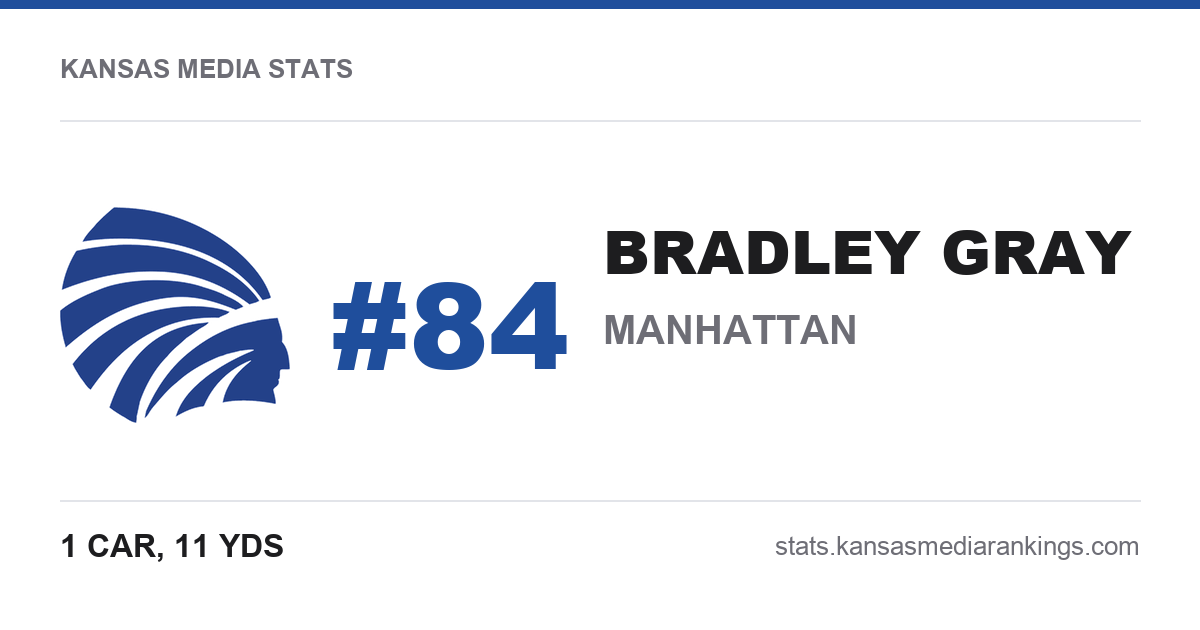 KANSAS MEDIA STATS
#84
BRADLEY GRAY
MANHATTAN
1 CAR, 11 YDS
stats.kansasmediarankings.com